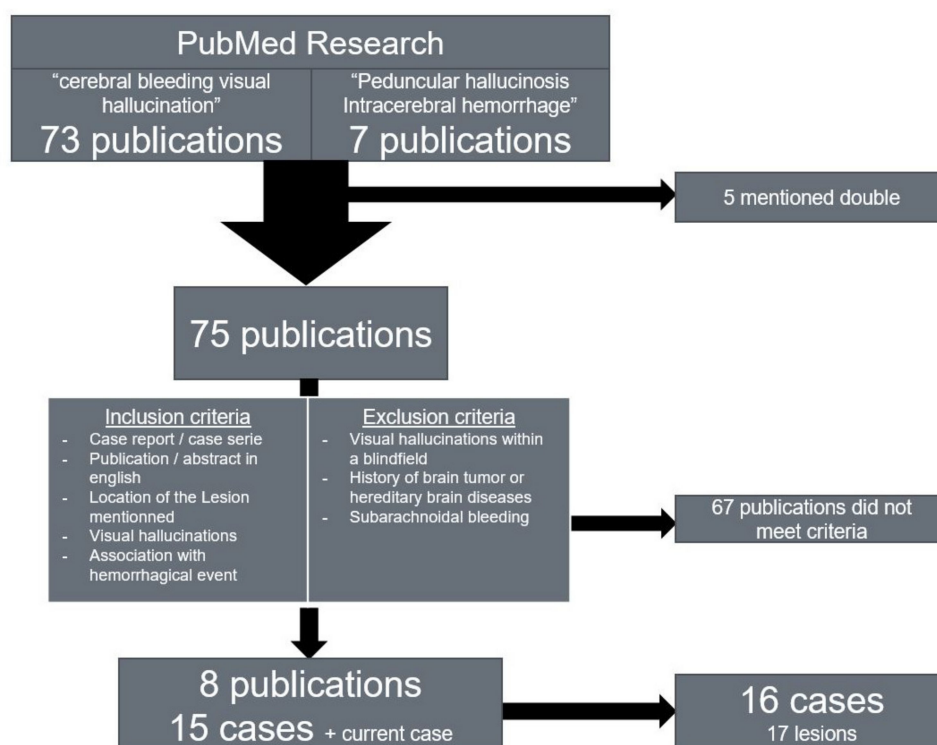 PubMed Research
“cerebral bleeding visual
hallucination”
73 publications
“Peduncular hallucinosis
Intracerebral hemorrhage”
7 publications
5 mentioned double
75 publications
Inclusion criteria
- Case report / case serie
- Publication / abstract in
english
- Location of the Lesion
mentionned
- Visual hallucinations
- Association with
hemorrhagical event
Exclusion criteria
- Visual hallucinations within
a blindfield
- History of brain tumor or
hereditary brain diseases
- Subarachnoidal bleeding
67 publications did not
meet criteria
8 publications
15 cases + current case
16 cases
17 lesions